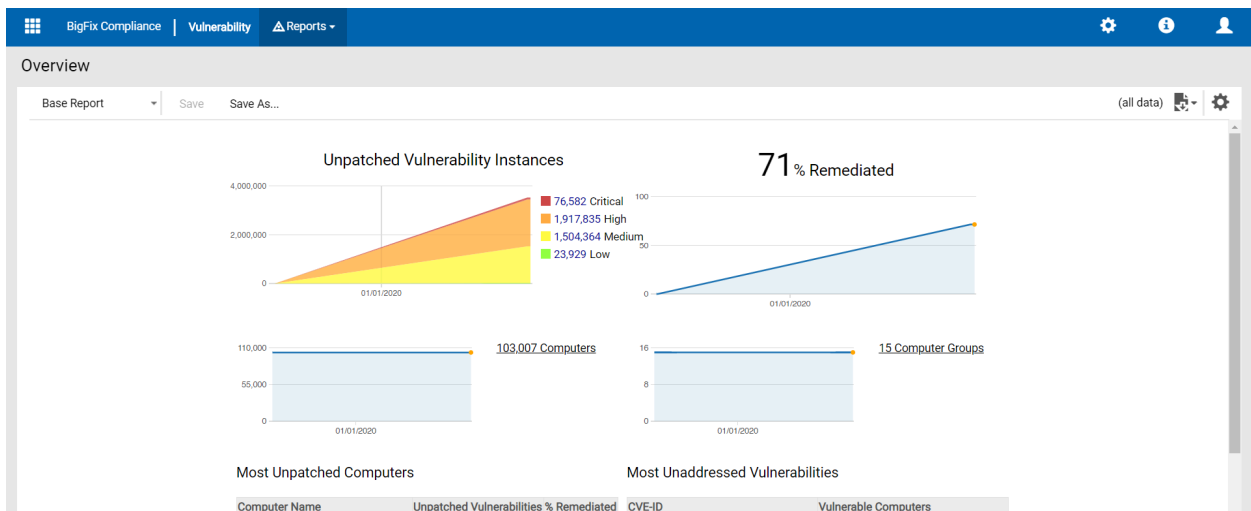 BigFix Compliance | Vulnerability Reports
Overview
Base Report Save Save As... (all data)
Unpatched Vulnerability Instances
4,000,000
2,000,000
0
01/01/2020
76,582 Critical
1,917,835 High
1,504,364 Medium
23,929 Low
71% Remediated
100
50
0
01/01/2020
110,000
55,000
0
01/01/2020
103,007 Computers
16
8
0
01/01/2020
15 Computer Groups
Most Unpatched Computers
Computer Name Unpatched Vulnerabilities % Remediated
Most Unaddressed Vulnerabilities
CVE-ID Vulnerable Computers